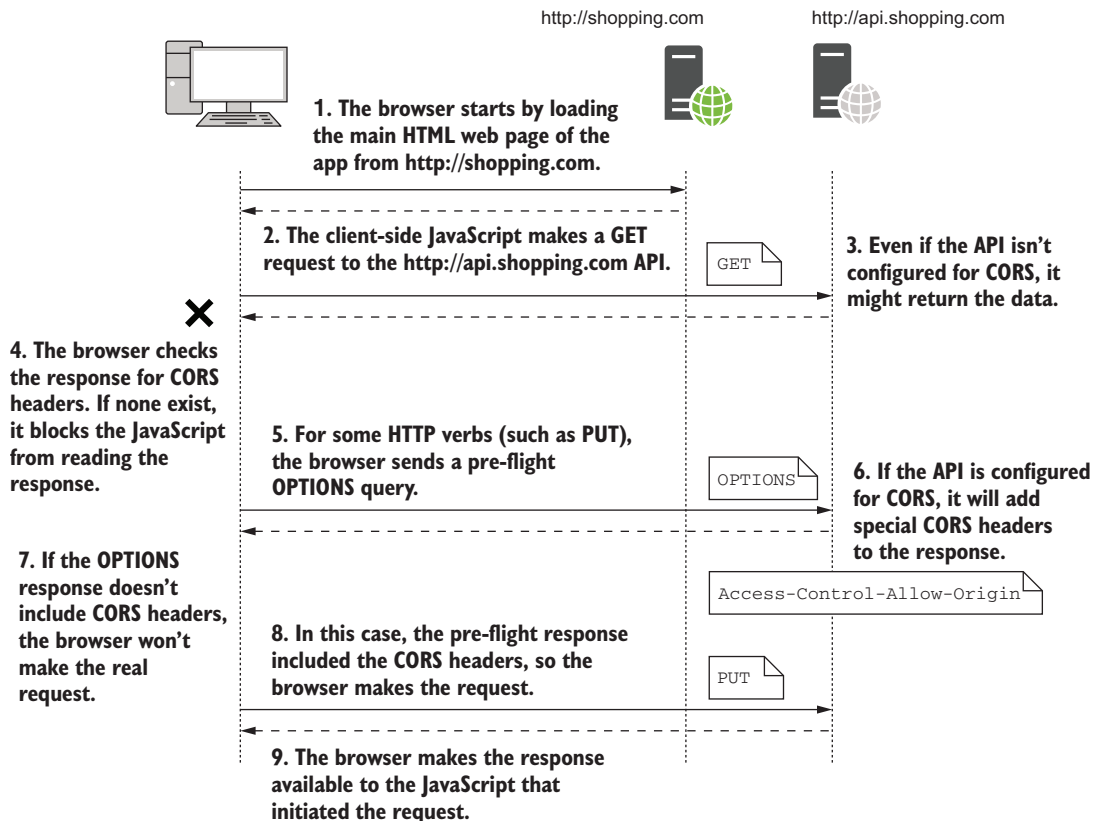 http://shopping.com
http://api.shopping.com
1. The browser starts by loading
the main HTML web page of the
app from http://shopping.com.
2. The client-side JavaScript makes a GET
request to the http://api.shopping.com API.
GET
3. Even if the API isn’t
configured for CORS, it
might return the data.
4. The browser checks
the response for CORS
headers. If none exist,
it blocks the JavaScript
from reading the
response.
5. For some HTTP verbs (such as PUT),
the browser sends a pre-flight
OPTIONS query.
OPTIONS
6. If the API is configured
for CORS, it will add
special CORS headers
to the response.
Access-Control-Allow-Origin
7. If the OPTIONS
response doesn’t
include CORS headers,
the browser won’t
make the real
request.
8. In this case, the pre-flight response
included the CORS headers, so the
browser makes the request.
PUT
9. The browser makes the response
available to the JavaScript that
initiated the request.